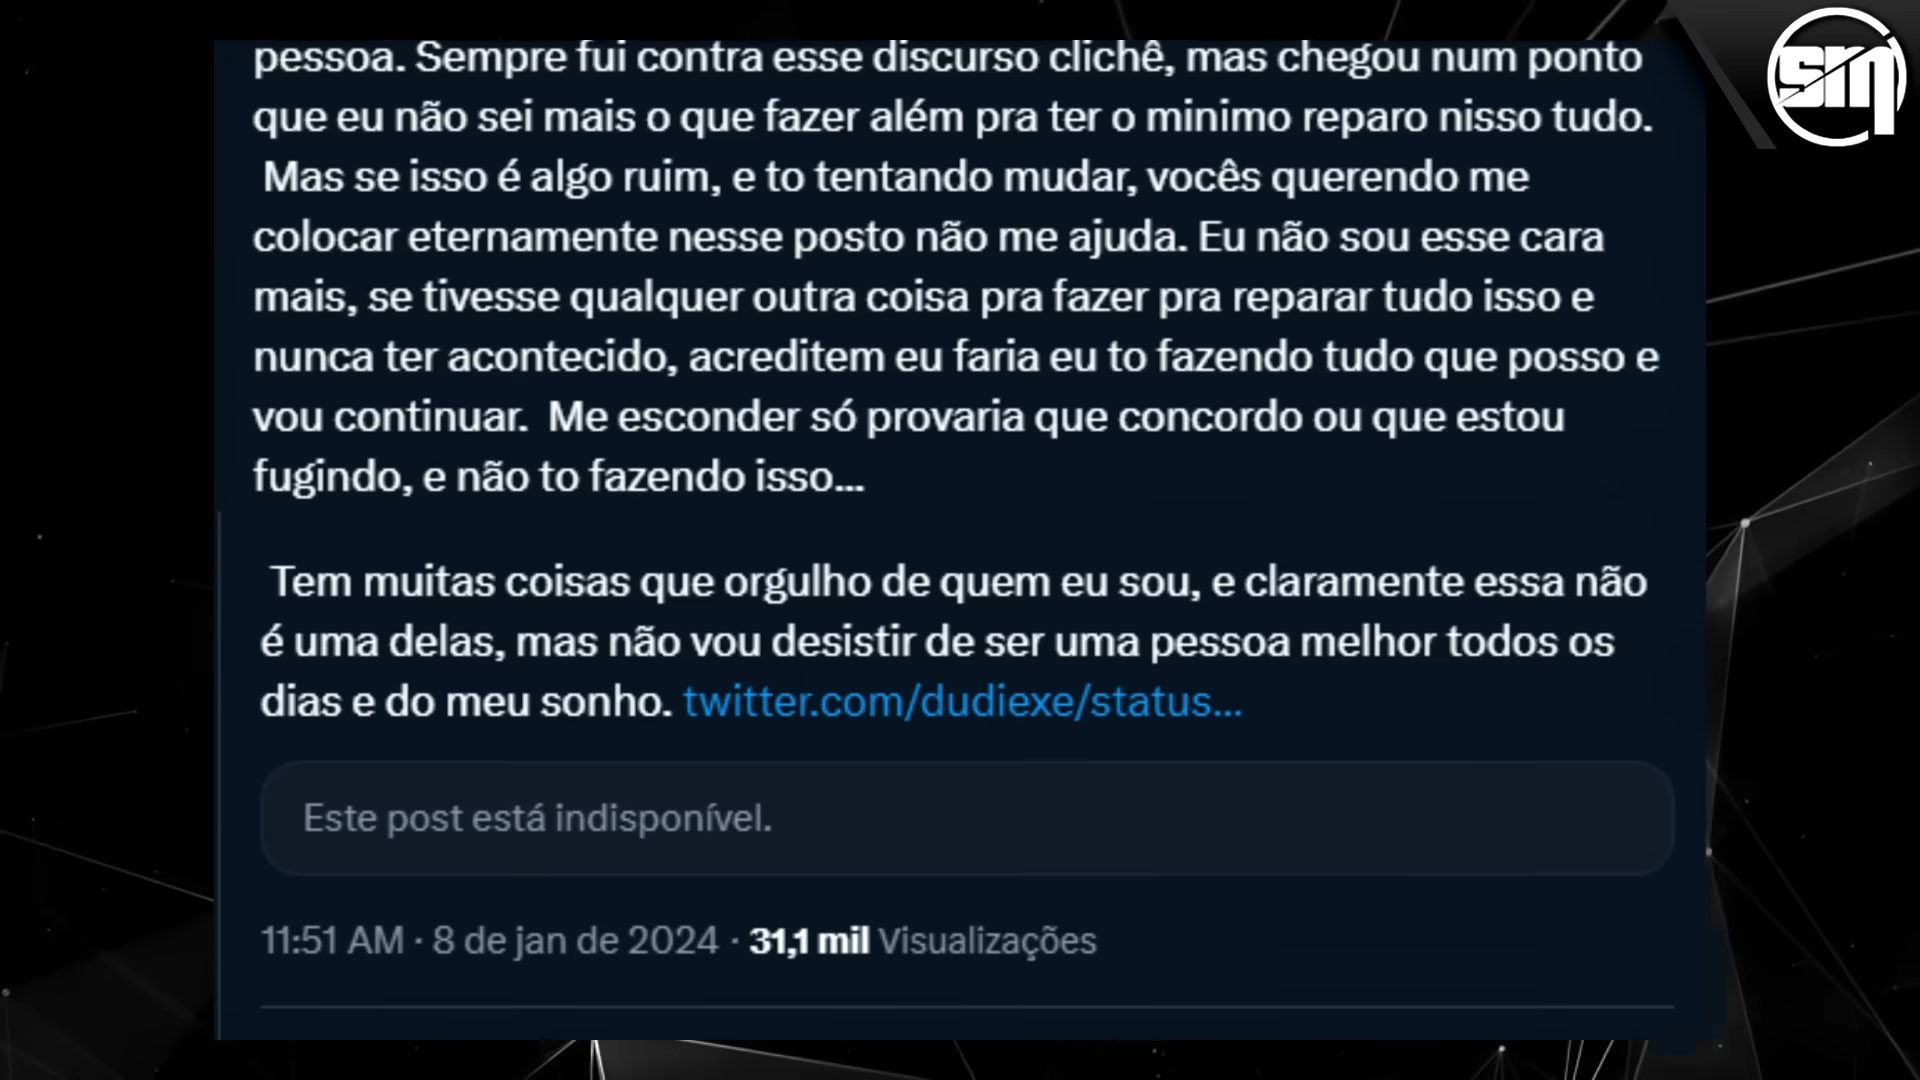 pessoa. Sempre fui contra esse discurso clichê, mas chegou num ponto
que eu não sei mais o que fazer além pra ter o minimo reparo nisso tudo.
Mas se isso é algo ruim, e to tentando mudar, vocês querendo me
colocar eternamente nesse posto não me ajuda. Eu não sou esse cara
mais, se tivesse qualquer outra coisa pra fazer pra reparar tudo isso e
nunca ter acontecido, acreditem eu faria eu to fazendo tudo que posso e
vou continuar.  Me esconder só provaria que concordo ou que estou
fugindo, e não to fazendo isso...
Tem muitas coisas que orgulho de quem eu sou, e claramente essa não
é uma delas, mas não vou desistir de ser uma pessoa melhor todos os
dias e do meu sonho. twitter.com/dudiexe/status...
Este post está indisponível.
11:51 AM · 8 de jan de 2024 · 31,1 mil Visualizações